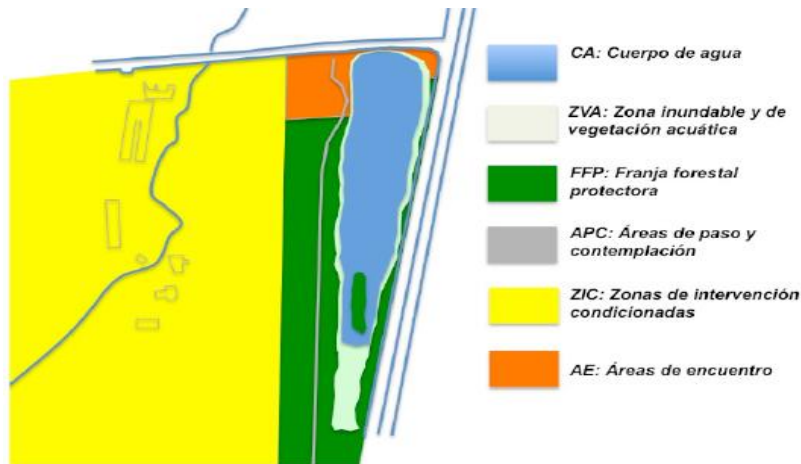 CA: Cuerpo de agua
ZVA: Zona inundable y de
vegetación acuática
FFP: Franja forestal
protectora
APC: Áreas de paso y
contemplación
ZIC: Zonas de intervención
condicionadas
AE: Áreas de encuentro